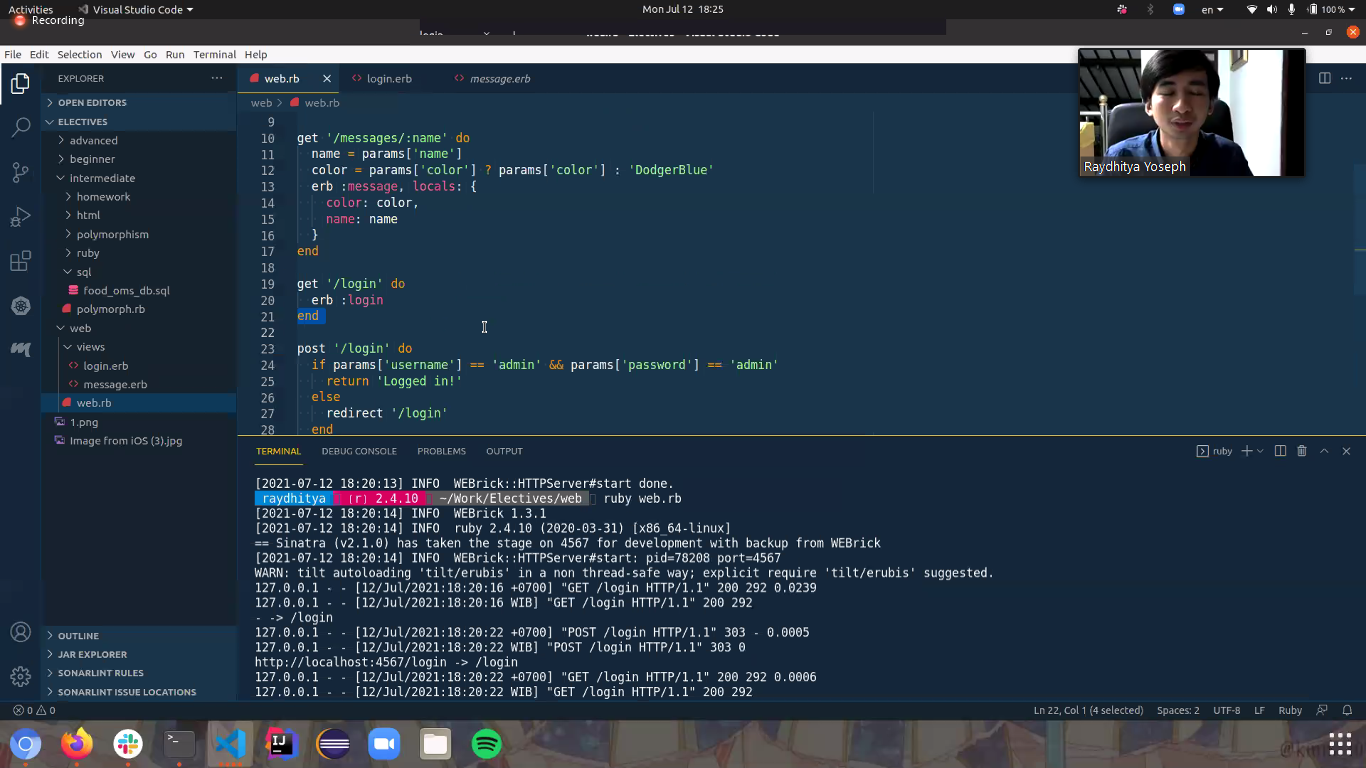 Activities
Visual Studio Code
Mon Jul 12 18:25
en
100 %
Recording
File Edit Selection View Go Run Terminal Help
EXPLORER
web.rb
login.erb
message.erb
OPEN EDITORS
web > web.rb
ELECTIVES
advanced
beginner
intermediate
homework
html
polymorphism
ruby
sql
food_oms_db.sql
polymorph.rb
web
views
login.erb
message.erb
web.rb
1.png
Image from iOS (3).jpg
OUTLINE
JAR EXPLORER
SONARLINT RULES
SONARLINT ISSUE LOCATIONS
9
10 get '/messages/:name' do
11 name = params['name']
12 color = params['color'] ? params['color'] : 'DodgerBlue'
13 erb :message, locals: {
14 color: color,
15 name: name
16 }
17 end
18
19 get '/login' do
20 erb :login
21 end
22
23 post '/login' do
24 if params['username'] == 'admin' && params['password'] == 'admin'
25 return 'Logged in!'
26 else
27 redirect '/login'
28 end
Raydhitya Yoseph
TERMINAL DEBUG CONSOLE PROBLEMS OUTPUT
ruby
[2021-07-12 18:20:13] INFO WEBrick::HTTPServer#start done.
raydhitya (r) 2.4.10 ~/Work/Electives/web ruby web.rb
[2021-07-12 18:20:14] INFO WEBrick 1.3.1
[2021-07-12 18:20:14] INFO ruby 2.4.10 (2020-03-31) [x86_64-linux]
== Sinatra (v2.1.0) has taken the stage on 4567 for development with backup from WEBrick
[2021-07-12 18:20:14] INFO WEBrick::HTTPServer#start: pid=78208 port=4567
WARN: tilt autoloading 'tilt/erubis' in a non thread-safe way; explicit require 'tilt/erubis' suggested.
127.0.0.1 - - [12/Jul/2021:18:20:16 +0700] "GET /login HTTP/1.1" 200 292 0.0239
127.0.0.1 - - [12/Jul/2021:18:20:16 WIB] "GET /login HTTP/1.1" 200 292
- -> /login
127.0.0.1 - - [12/Jul/2021:18:20:22 +0700] "POST /login HTTP/1.1" 303 - 0.0005
127.0.0.1 - - [12/Jul/2021:18:20:22 WIB] "POST /login HTTP/1.1" 303 0
http://localhost:4567/login -> /login
127.0.0.1 - - [12/Jul/2021:18:20:22 +0700] "GET /login HTTP/1.1" 200 292 0.0006
127.0.0.1 - - [12/Jul/2021:18:20:22 WIB] "GET /login HTTP/1.1" 200 292
0 0
Ln 22, Col 1 (4 selected) Spaces: 2 UTF-8 LF Ruby